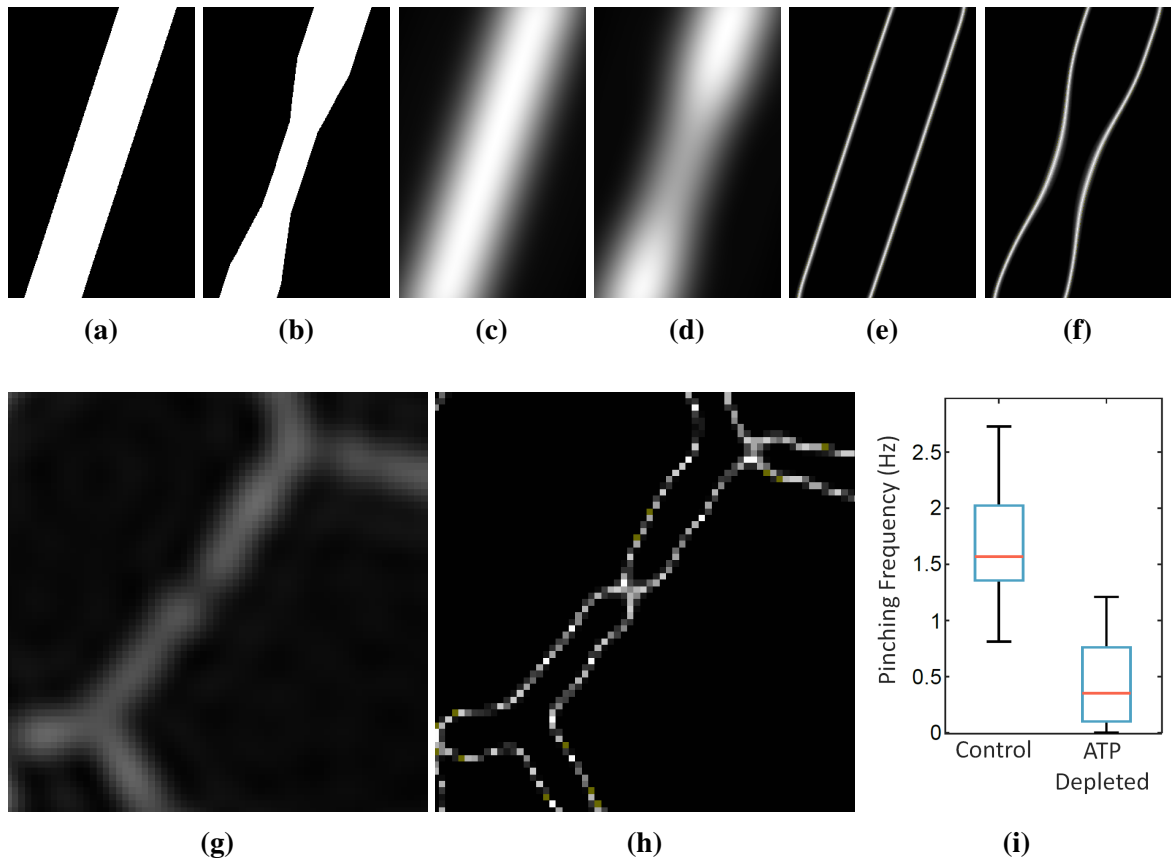 (a) (b) (c) (d) (e) (f)
2.5
2
1.5
1
0.5
0
Pinching Frequency (Hz)
Control ATP
Depleted
(g) (h) (i)